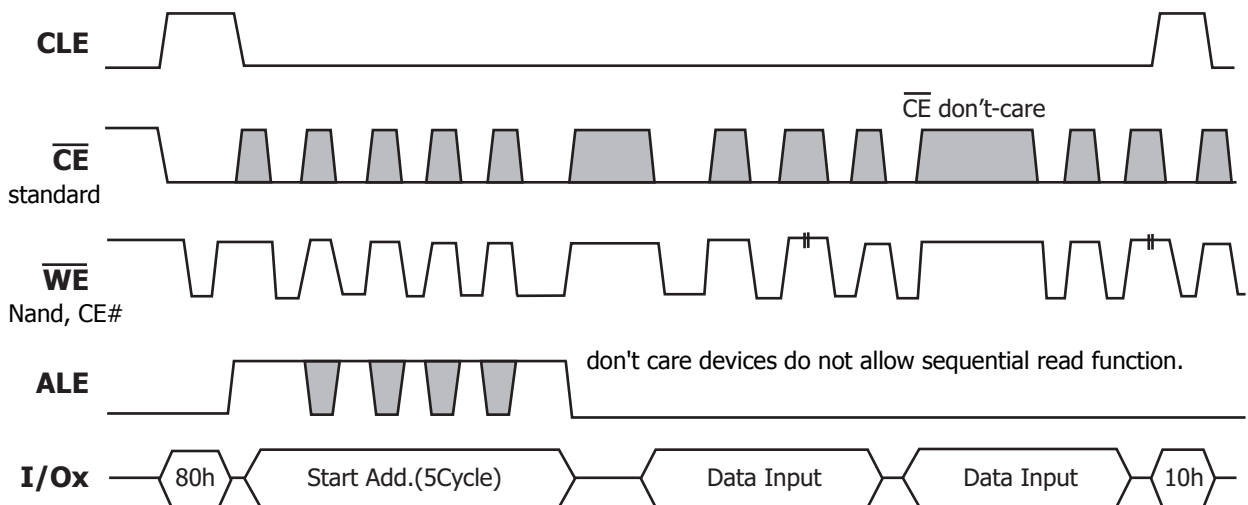 CLE
CE don’t-care
CE
standard
WE
Nand, CE#
don't care devices do not allow sequential read function.
ALE
I/Ox
80h
Start Add.(5Cycle)
Data Input
Data Input
10h